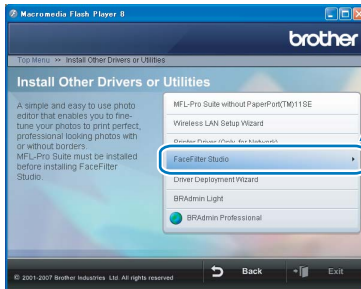 Macromedia Flash Player 8
brother
Top Menu >> Install Other Drivers or Utilities
Install Other Drivers or Utilities
A simple and easy to use photo
editor that enables you to fine-
tune your photos to print perfect,
professional looking photos with
or without borders.
MFL-Pro Suite must be installed
before installing FaceFilter
Studio.
MFL-Pro Suite without PaperPort(TM)11SE
Wireless LAN Setup Wizard
Printer Driver (Only for Network)
FaceFilter Studio
Driver Deployment Wizard
BRAdmin Light
BRAdmin Professional
© 2001-2007 Brother Industries Ltd. All rights reserved
Back
Exit